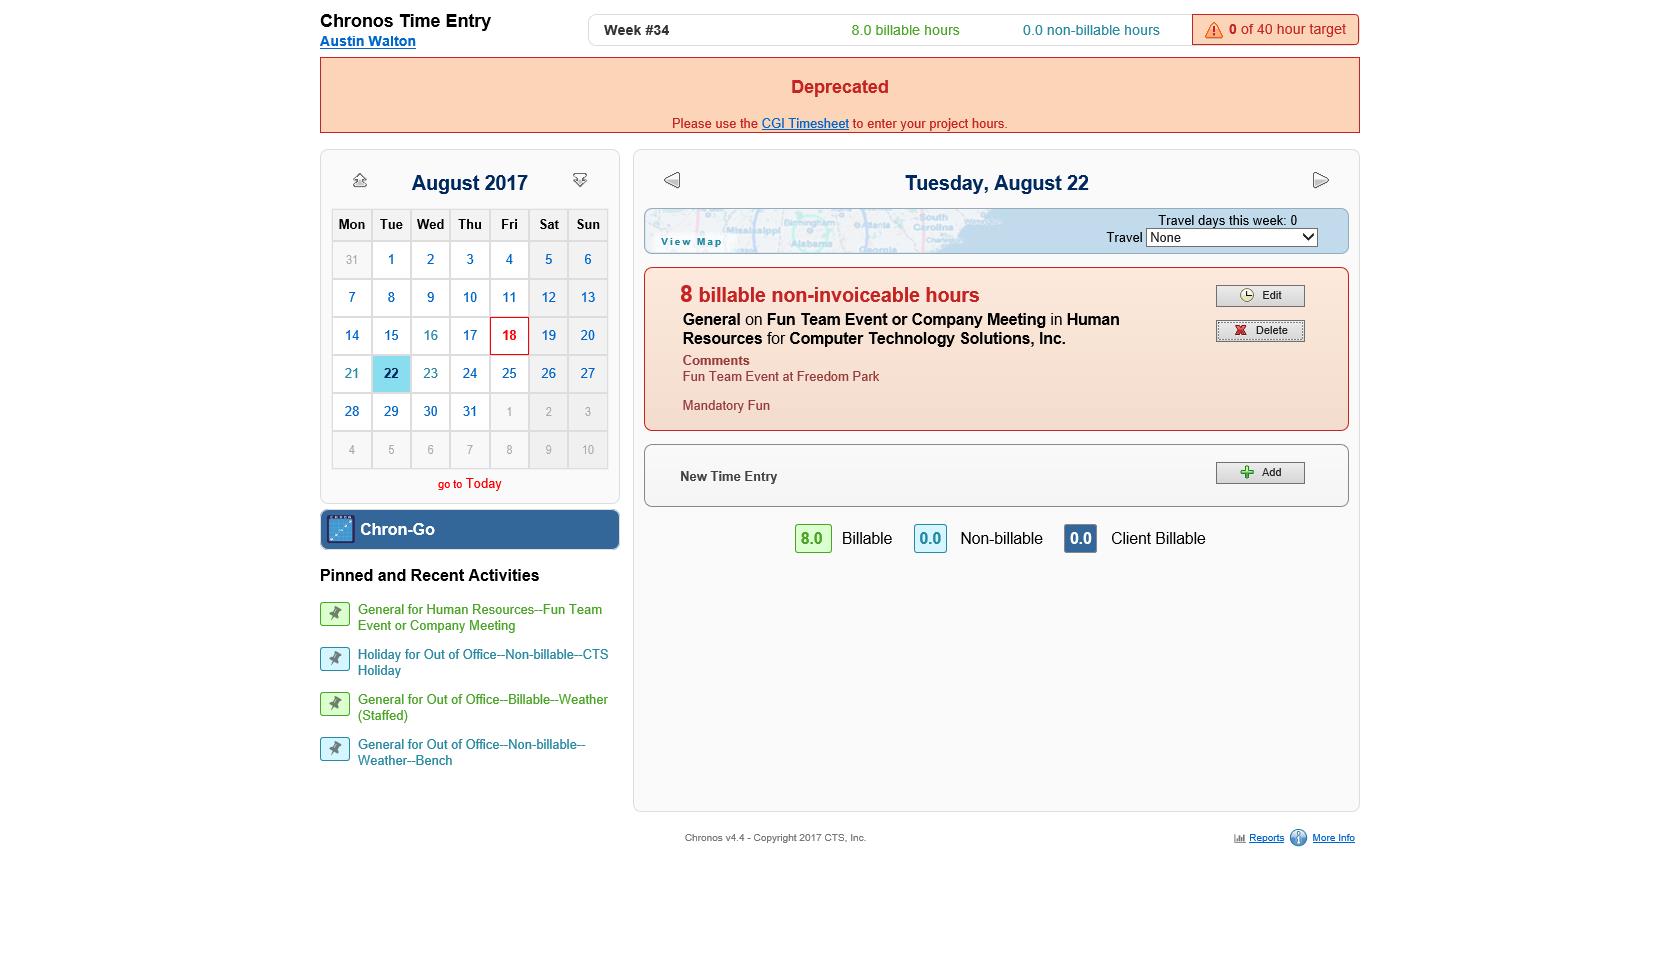 Chronos Time Entry
Austin Walton
Week #34
8.0 billable hours
0.0 non-billable hours
0 of 40 hour target
Deprecated
Please use the CGI Timesheet to enter your project hours.
August 2017
Mon Tue Wed Thu Fri Sat Sun
31 1 2 3 4 5 6
7 8 9 10 11 12 13
14 15 16 17 18 19 20
21 22 23 24 25 26 27
28 29 30 31 1 2 3
4 5 6 7 8 9 10
go to Today
Chron-Go
Pinned and Recent Activities
General for Human Resources--Fun Team
Event or Company Meeting
Holiday for Out of Office--Non-billable--CTS
Holiday
General for Out of Office--Billable--Weather
(Staffed)
General for Out of Office--Non-billable--
Weather--Bench
Tuesday, August 22
Mississippi
Birmingham
Alabama
Atlanta
Georgia
South
Carolina
View Map
Travel days this week: 0
Travel None
8 billable non-invoiceable hours
Edit
General on Fun Team Event or Company Meeting in Human
Resources for Computer Technology Solutions, Inc.
Delete
Comments
Fun Team Event at Freedom Park
Mandatory Fun
New Time Entry
Add
8.0 Billable 0.0 Non-billable 0.0 Client Billable
Chronos v4.4 - Copyright 2017 CTS, Inc.
Reports
More Info